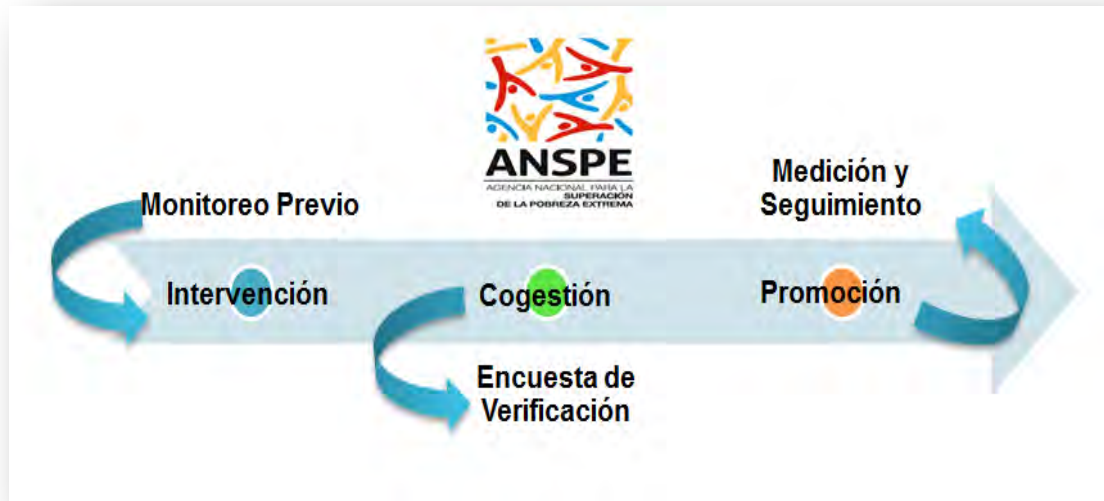 ANSPE
AGENCIA NACIONAL PARA LA
SUPERACIÓN
DE LA POBREZA EXTREMA
Monitoreo Previo
Medición y
Seguimiento
Intervención
Cogestión
Promoción
Encuesta de
Verificación